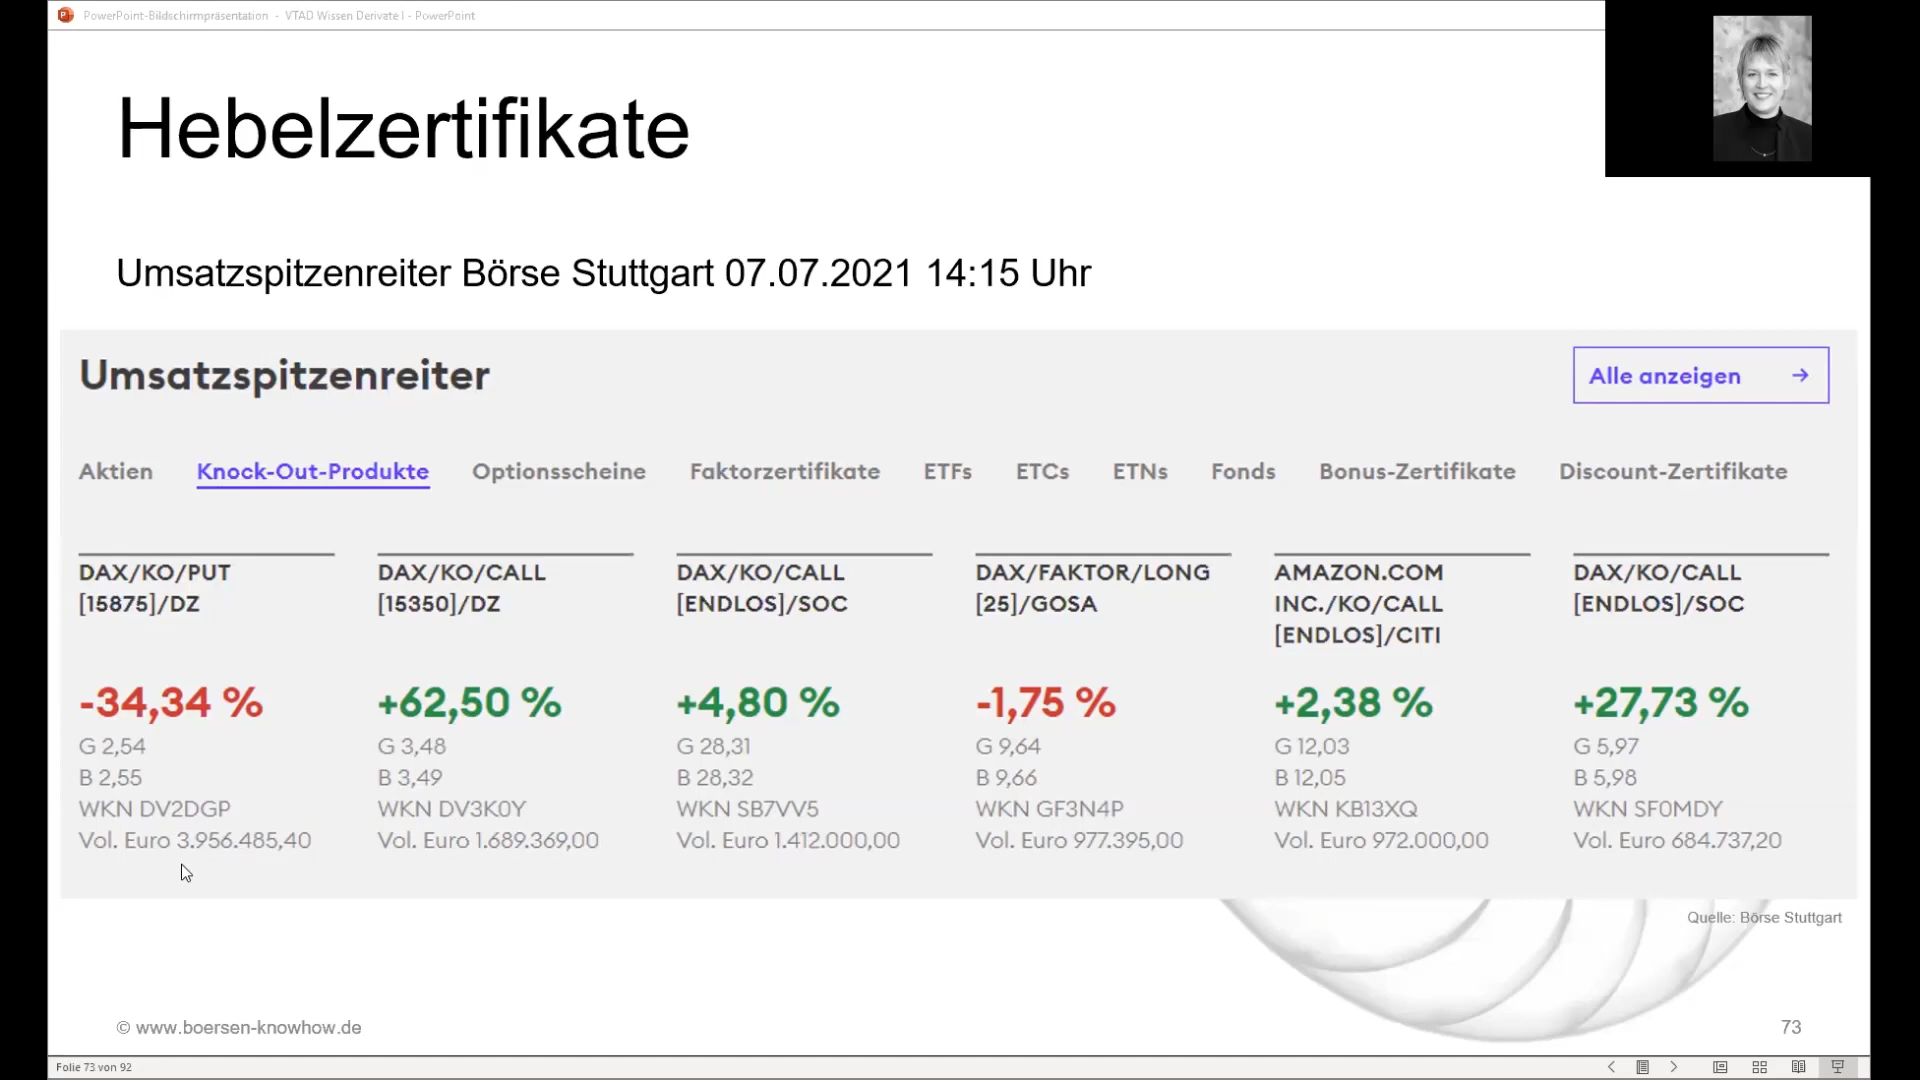 PowerPoint-Bildschirmpräsentation - VTAD Wissen Derivate I - PowerPoint
Hebelzertifikate
Umsatzspitzenreiter Börse Stuttgart 07.07.2021 14:15 Uhr
Umsatzspitzenreiter
Alle anzeigen →
Aktien Knock-Out-Produkte Optionsscheine Faktorzertifikate ETFs ETCs ETNs Fonds Bonus-Zertifikate Discount-Zertifikate
DAX/KO/PUT
[15875]/DZ
-34,34 %
G 2,54
B 2,55
WKN DV2DGP
Vol. Euro 3.956.485,40
DAX/KO/CALL
[15350]/DZ
+62,50 %
G 3,48
B 3,49
WKN DV3K0Y
Vol. Euro 1.689.369,00
DAX/KO/CALL
[ENDLOS]/SOC
+4,80 %
G 28,31
B 28,32
WKN SB7VV5
Vol. Euro 1.412.000,00
DAX/FAKTOR/LONG
[25]/GOSA
-1,75 %
G 9,64
B 9,66
WKN GF3N4P
Vol. Euro 977.395,00
AMAZON.COM
INC./KO/CALL
[ENDLOS]/CITI
+2,38 %
G 12,03
B 12,05
WKN KB13XQ
Vol. Euro 972.000,00
DAX/KO/CALL
[ENDLOS]/SOC
+27,73 %
G 5,97
B 5,98
WKN SF0MDY
Vol. Euro 684.737,20
Quelle: Börse Stuttgart
© www.boersen-knowhow.de
73
Folie 73 von 92